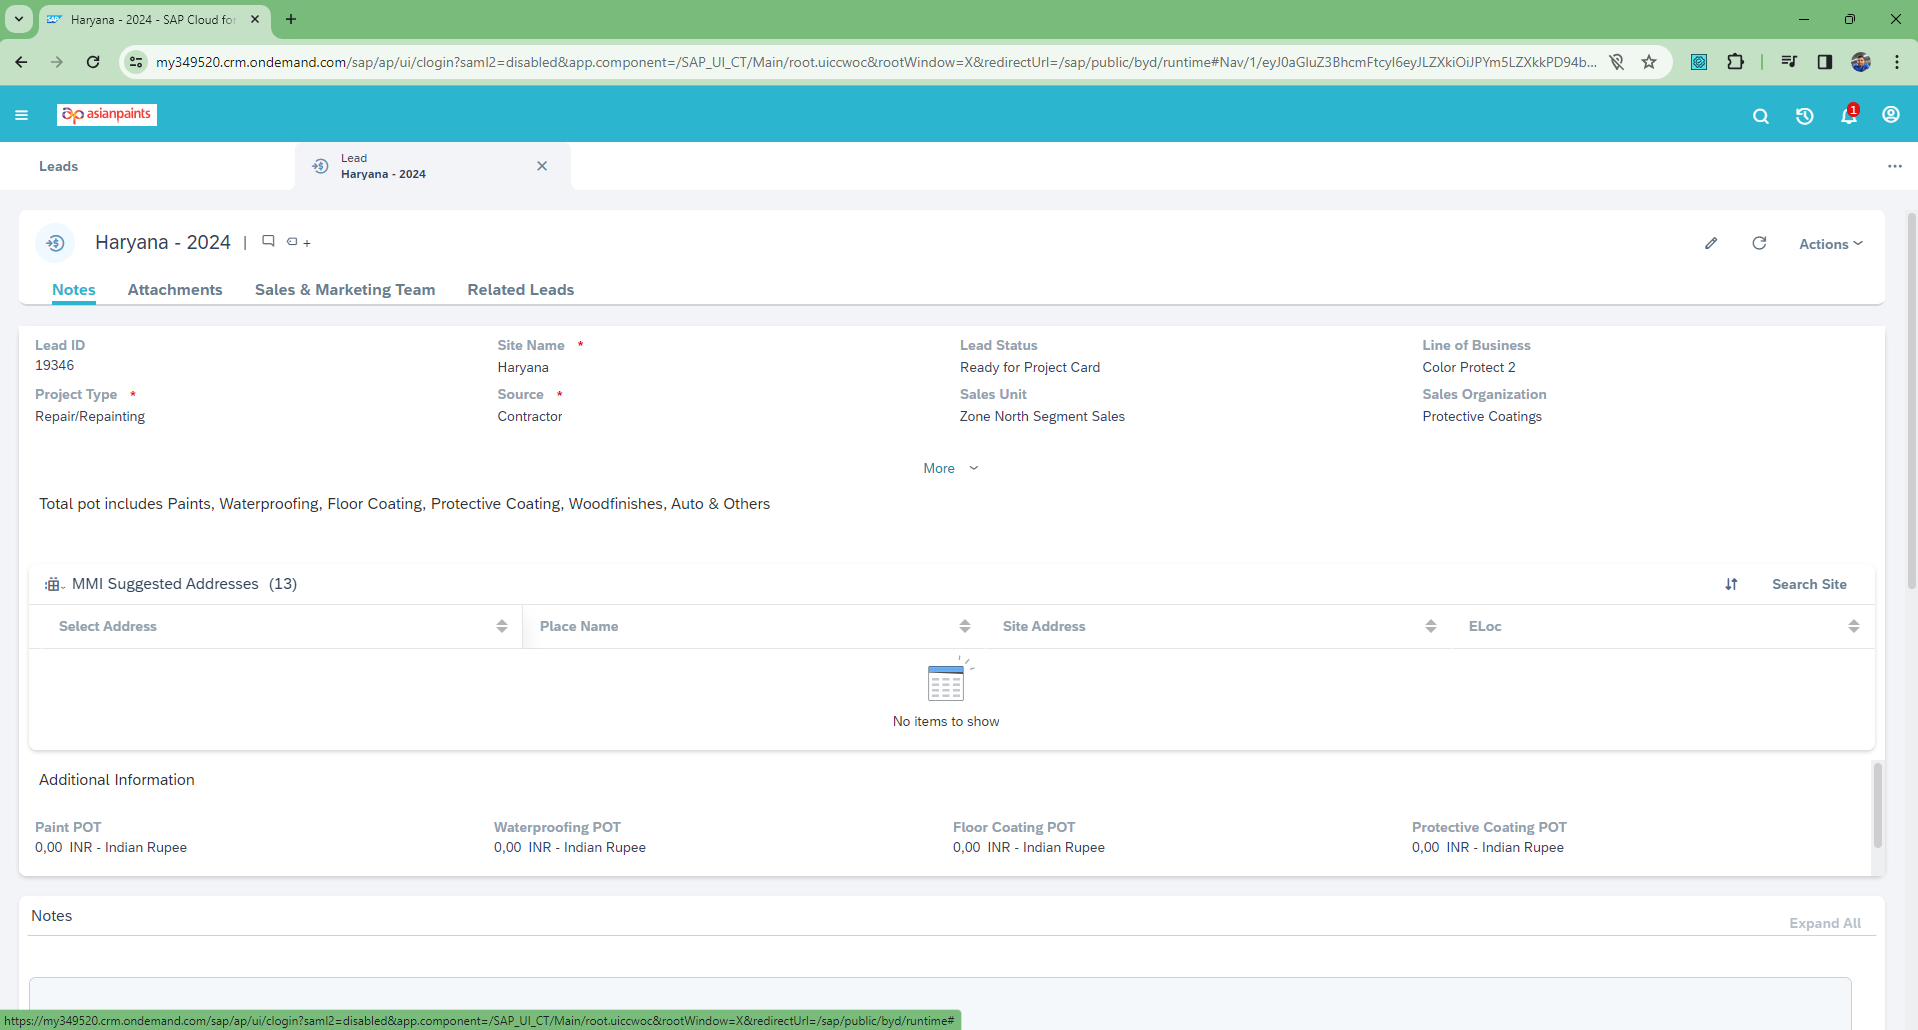 Haryana - 2024 - SAP Cloud for
my349520.crm.ondemand.com/sap/ap/ui/clogin?saml2=disabled&app.component=/SAP_UI_CT/Main/root.uiccwoc&rootWindow=X&redirectUrl=/sap/public/byd/runtime#Nav/1/eyJ0aGluZ3BhcmFtcyI6eyJLZXkiOiJPYm5LZXkkPD94b...
asianpaints
1
Leads
Lead
Haryana - 2024
Haryana - 2024
Actions
Notes Attachments Sales & Marketing Team Related Leads
Lead ID Site Name * Lead Status Line of Business
19346 Haryana Ready for Project Card Color Protect 2
Project Type * Source * Sales Unit Sales Organization
Repair/Repainting Contractor Zone North Segment Sales Protective Coatings
More
Total pot includes Paints, Waterproofing, Floor Coating, Protective Coating, Woodfinishes, Auto & Others
MMI Suggested Addresses (13) Search Site
Select Address Place Name Site Address ELoc
No items to show
Additional Information
Paint POT Waterproofing POT Floor Coating POT Protective Coating POT
0,00 INR - Indian Rupee 0,00 INR - Indian Rupee 0,00 INR - Indian Rupee 0,00 INR - Indian Rupee
Notes
Expand All
https://my349520.crm.ondemand.com/sap/ap/ui/clogin?saml2=disabled&app.component=/SAP_UI_CT/Main/root.uiccwoc&rootWindow=X&redirectUrl=/sap/public/byd/runtime#